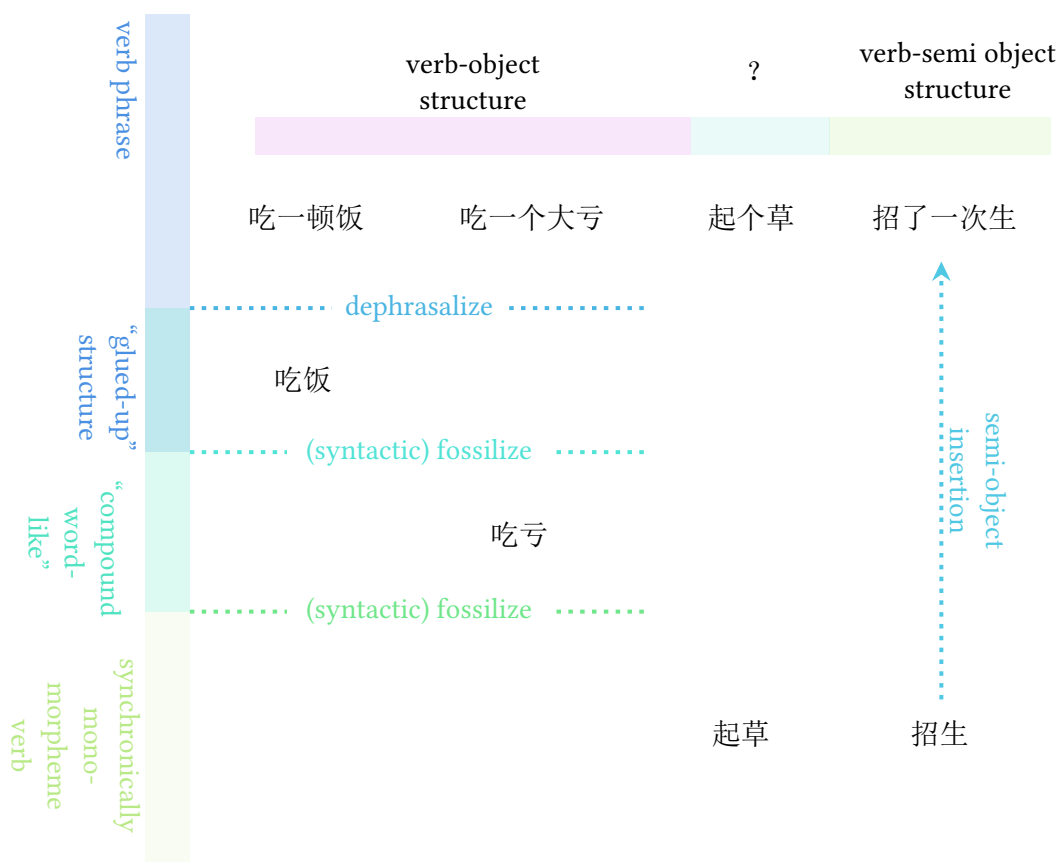 verb phrase
verb-object
structure
?
verb-semi object
structure
吃一顿饭
吃一个大亏
起个草
招了一次生
dephrasalize
“glued-up”
structure
吃饭
(syntactic) fossilize
semi-object
insertion
“compound
word-
like”
吃亏
(syntactic) fossilize
synchronically
mono-
morpheme
verb
起草
招生